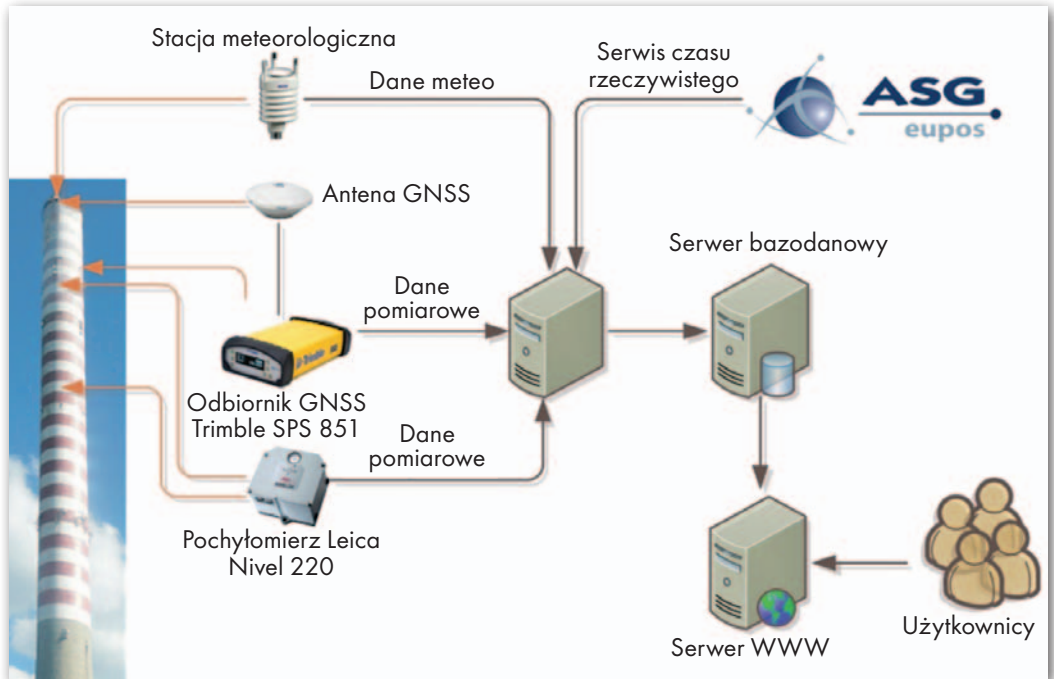 Stacja meteorologiczna
Dane meteo
Serwis czasu
rzeczywistego
ASG
eupos
Antena GNSS
Serwer bazodanowy
Dane
pomiarowe
Odbiornik GNSS
Trimble SPS 851
Dane
pomiarowe
Pochyłomierz Leica
Nivel 220
Serwer WWW
Użytkownicy
Trimble